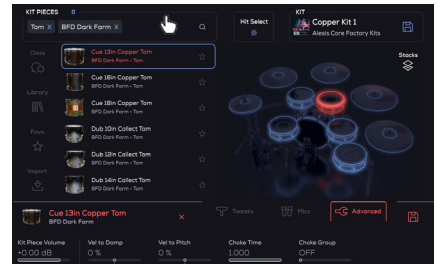 KIT PIECES 6
Tom X BFD Dark Farm X
Hit Select
KIT
Copper Kit 1
Alesis Core Factory Kits
Stacks
Class
Library
Favs
Import
Cue 13in Copper Tom
BFD Dark Farm - Tom
Cue 16in Copper Tom
BFD Dark Farm - Tom
Cue 18in Copper Tom
BFD Dark Farm - Tom
Dub 10in Collect Tom
BFD Dark Farm - Tom
Dub 12in Collect Tom
BFD Dark Farm - Tom
Dub 14in Collect Tom
BFD Dark Farm - Tom
Cue 13in Copper Tom
BFD Dark Farm
X
Tweaks
Mics
Advanced
Kit Piece Volume
+0.00 dB
Vel to Damp
0 %
Vel to Pitch
0 %
Choke Time
1.000
Choke Group
OFF